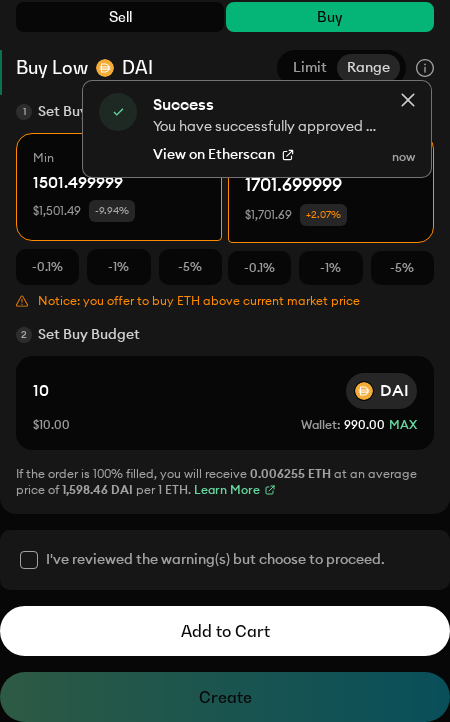 Sell
Buy
Buy Low DAI
Limit
Range
1 Set Buy
Success
You have successfully approved ...
View on Etherscan
now
Min
1501.499999
$1,501.49
-9.94%
1701.699999
$1,701.69
+2.07%
-0.1%
-1%
-5%
-0.1%
-1%
-5%
Notice: you offer to buy ETH above current market price
2 Set Buy Budget
10
DAI
$10.00
Wallet: 990.00 MAX
If the order is 100% filled, you will receive 0.006255 ETH at an average
price of 1,598.46 DAI per 1 ETH. Learn More
I've reviewed the warning(s) but choose to proceed.
Add to Cart
Create